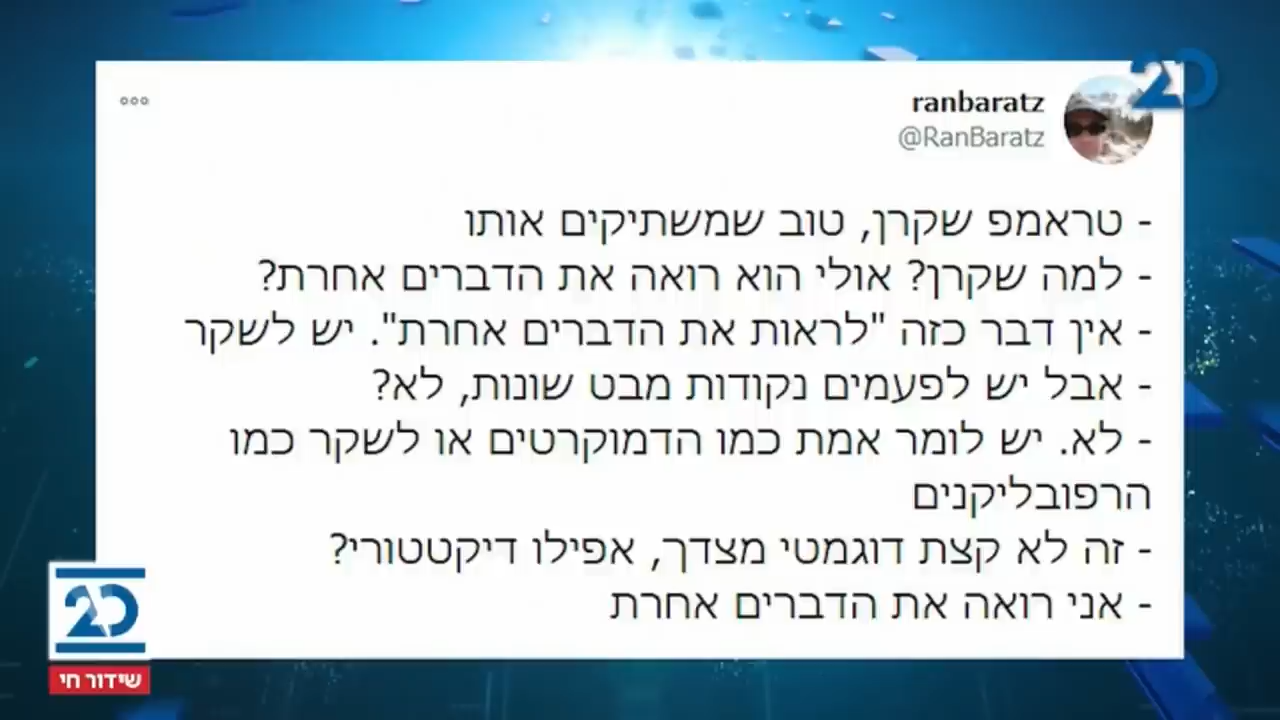 20
ranbaratz
@RanBaratz
- טראמפ שקרן, טוב שמשתיקים אותו
- למה שקרן? אולי הוא רואה את הדברים אחרת?
- אין דבר כזה "לראות את הדברים אחרת". יש לשקר
- אבל יש לפעמים נקודות מבט שונות, לא?
- לא. יש לומר אמת כמו הדמוקרטים או לשקר כמו
הרפובליקנים
- זה לא קצת דוגמטי מצדך, אפילו דיקטטורי?
- אני רואה את הדברים אחרת
20
שידור חי